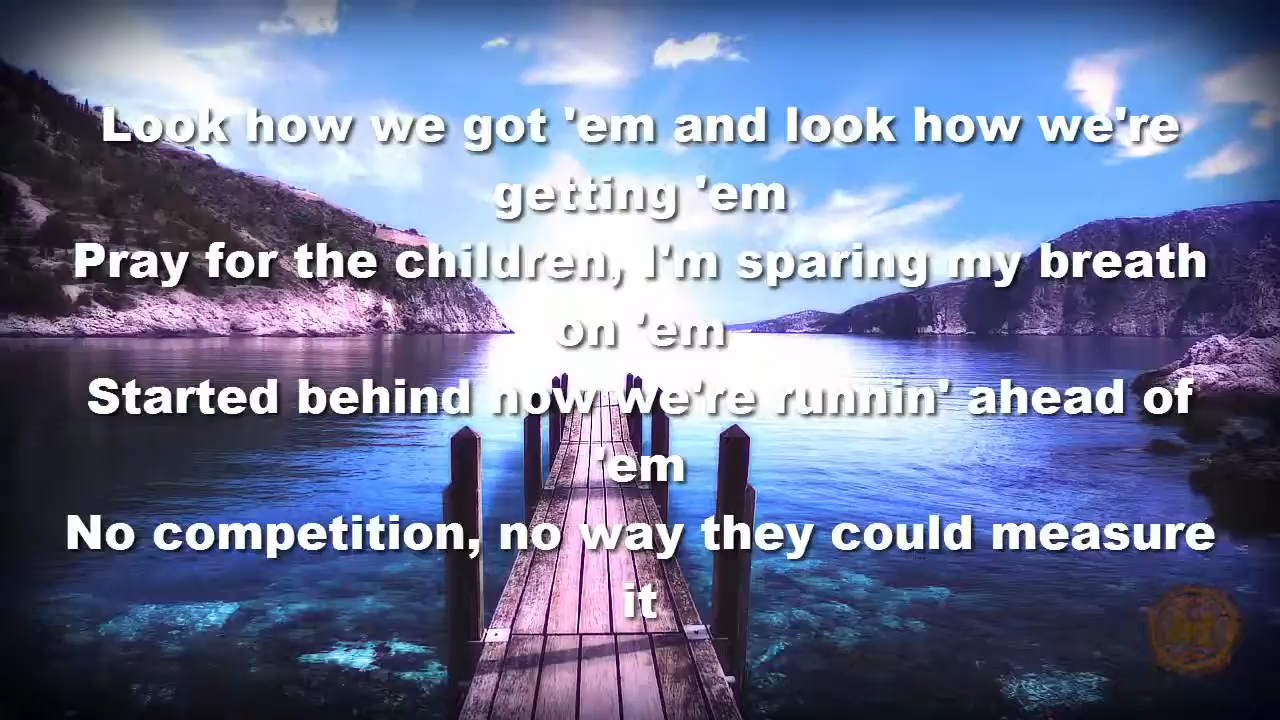 Look how we got 'em and look how we're
getting 'em
Pray for the children, I'm sparing my breath
on 'em
Started behind now we're runnin' ahead of
'em
No competition, no way they could measure
it